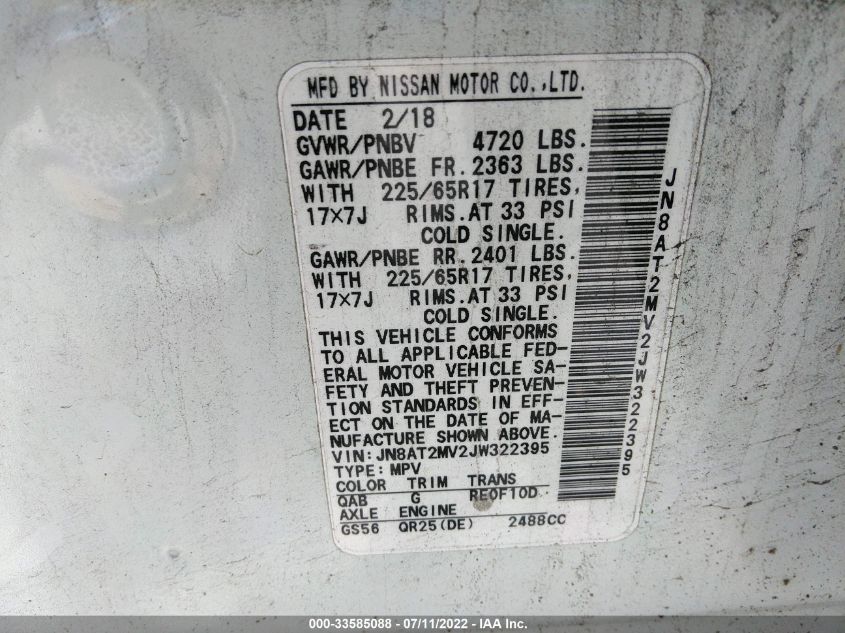 MFD BY NISSAN MOTOR CO.,LTD.
DATE 2/18
GVWR/PNBV 4720 LBS.
GAWR/PNBE FR. 2363 LBS.
WITH 225/65R17 TIRES,
17×7J RIMS. AT 33 PSI
COLD SINGLE.
GAWR/PNBE RR. 2401 LBS.
WITH 225/65R17 TIRES,
17×7J RIMS. AT 33 PSI
COLD SINGLE.
THIS VEHICLE CONFORMS
TO ALL APPLICABLE FED-
ERAL MOTOR VEHICLE SA-
FETY AND THEFT PREVEN-
TION STANDARDS IN EFF-
ECT ON THE DATE OF MA-
NUFACTURE SHOWN ABOVE.
VIN:JN8AT2MV2JW322395
TYPE:MPV
COLOR TRIM TRANS
QAB G RE0F10D
AXLE ENGINE
GS56 QR25(DE) 2488CC
JN8AT2MV2JW322395
000-33585088 - 07/11/2022 - IAA Inc.